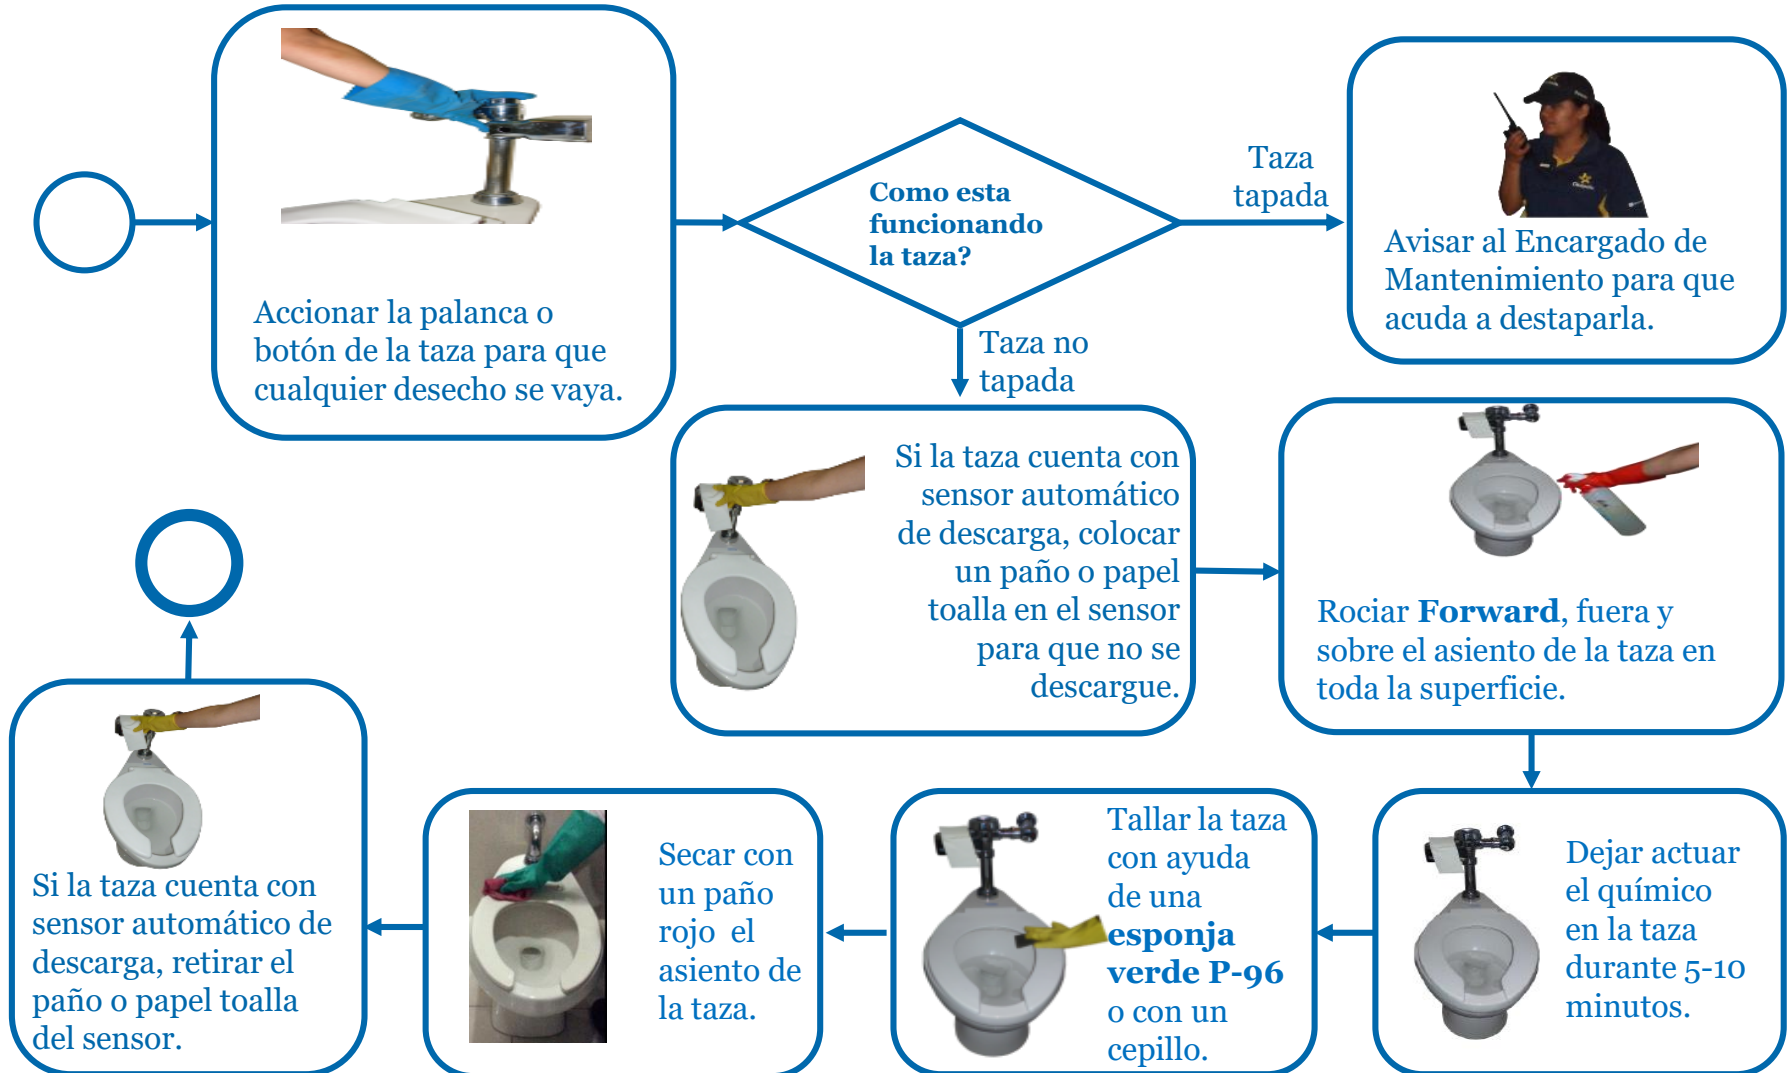 Accionar la palanca o
botón de la taza para que
cualquier desecho se vaya.
Como esta
funcionando
la taza?
Taza
tapada
Avisar al Encargado de
Mantenimiento para que
acuda a destaparla.
Taza no
tapada
Si la taza cuenta con
sensor automático
de descarga, colocar
un paño o papel
toalla en el sensor
para que no se
descargue.
Rociar Forward, fuera y
sobre el asiento de la taza en
toda la superficie.
Dejar actuar
el químico
en la taza
durante 5-10
minutos.
Tallar la taza
con ayuda
de una
esponja
verde P-96
o con un
cepillo.
Secar con
un paño
rojo el
asiento de
la taza.
Si la taza cuenta con
sensor automático de
descarga, retirar el
paño o papel toalla
del sensor.